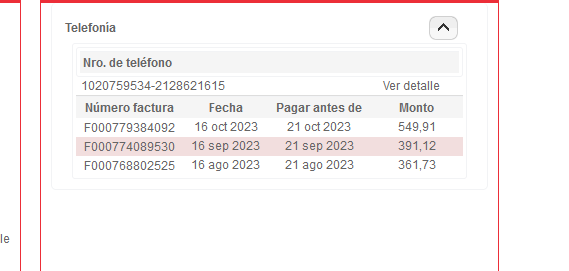 Telefonía
Nro. de teléfono
1020759534-2128621615 Ver detalle
Número factura Fecha Pagar antes de Monto
F000779384092 16 oct 2023 21 oct 2023 549,91
F000774089530 16 sep 2023 21 sep 2023 391,12
F000768802525 16 ago 2023 21 ago 2023 361,73
le